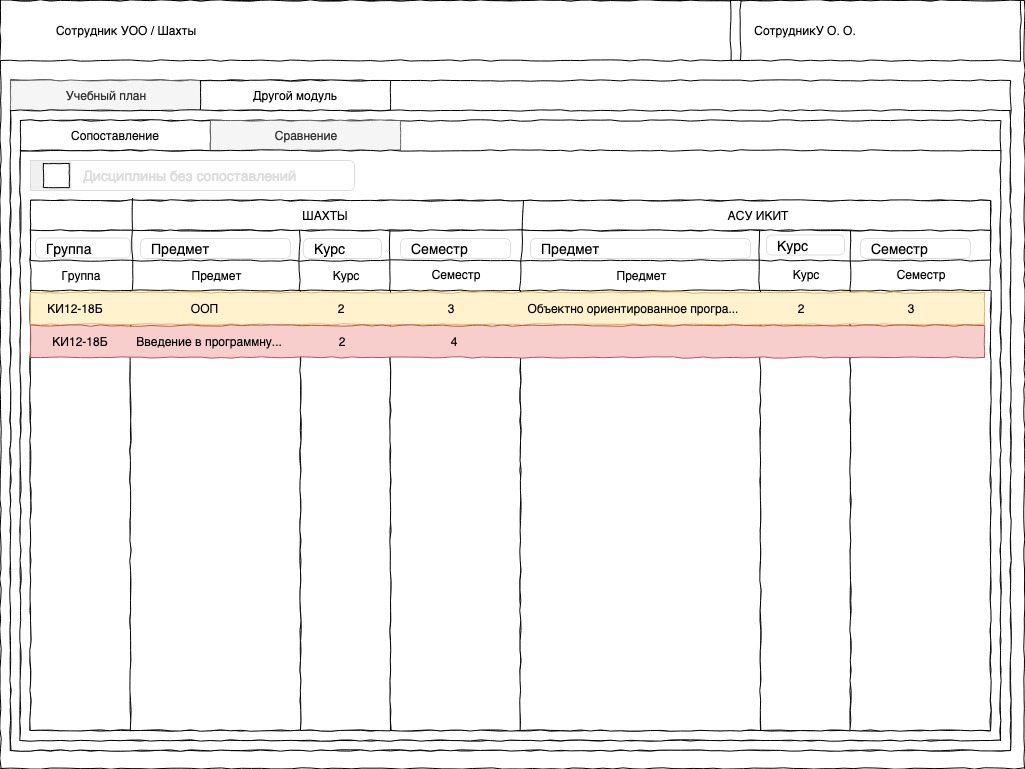 Сотрудник УОО / Шахты
СотрудникУ О. О.
Учебный план
Другой модуль
Сопоставление
Сравнение
Дисциплины без сопоставлений
ШАХТЫ
АСУ ИКИТ
Группа
Предмет
Курс
Семестр
Предмет
Курс
Семестр
Группа
Предмет
Курс
Семестр
Предмет
Курс
Семестр
КИ12-18Б
ООП
2
3
Объектно ориентированное програ...
2
3
КИ12-18Б
Введение в программну...
2
4